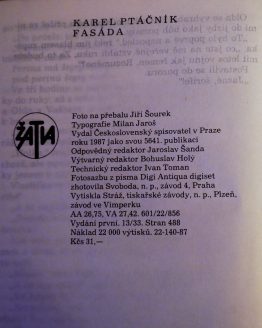 KAREL PTÁČNÍK
FASÁDA
ŽATVA
Foto na přebalu Jiří Šourek
Typografie Milan Jaroš
Vydal Československý spisovatel v Praze
roku 1987 jako svou 5641. publikaci
Odpovědný redaktor Jaroslav Šanda
Výtvarný redaktor Bohuslav Holý
Technický redaktor Ivan Toman
Fotosazbu z písma Digi Antiqua digiset
zhotovila Svoboda, n. p., závod 4, Praha
Vytiskla Stráž, tiskařské závody, n. p., Plzeň,
závod ve Vimperku
AA 26,75, VA 27,42. 601/22/856
Vydání první. 13/33. Stran 488
Náklad 22 000 výtisků. 22-140-87
Kčs 31,—